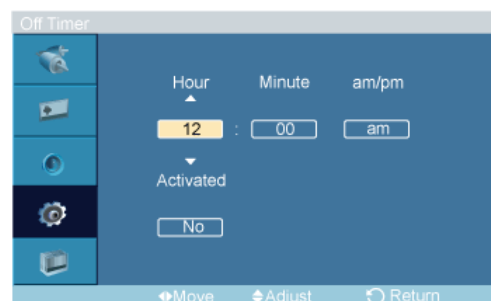 Off Timer
Hour Minute am/pm
12 : 00 am
Activated
No
Move Adjust Return